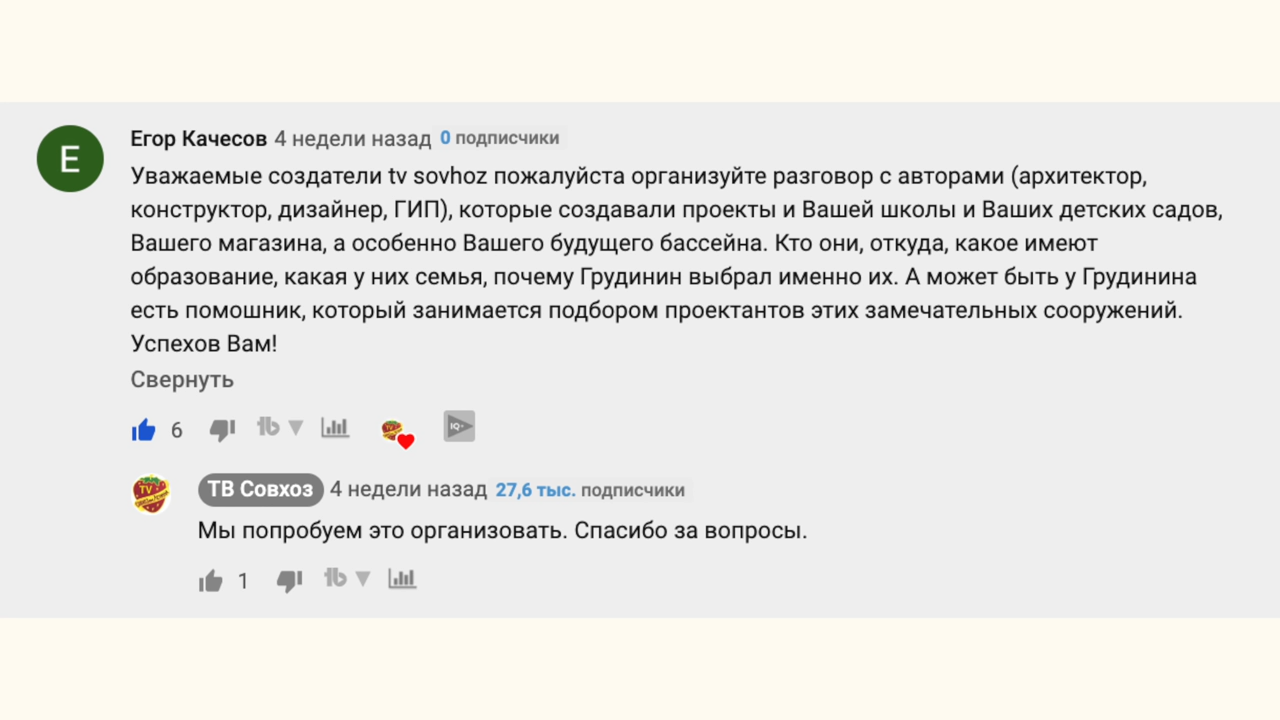 E
Егор Качесов 4 недели назад 0 подписчики
Уважаемые создатели tv sovhoz пожалуйста организуйте разговор с авторами (архитектор,
конструктор, дизайнер, ГИП), которые создавали проекты и Вашей школы и Ваших детских садов,
Вашего магазина, а особенно Вашего будущего бассейна. Кто они, откуда, какое имеют
образование, какая у них семья, почему Грудинин выбрал именно их. А может быть у Грудинина
есть помошник, который занимается подбором проектантов этих замечательных сооружений.
Успехов Вам!
Свернуть
6 tb IQ
ТВ Совхоз 4 недели назад 27,6 тыс. подписчики
TV
Мы попробуем это организовать. Спасибо за вопросы.
1 tb